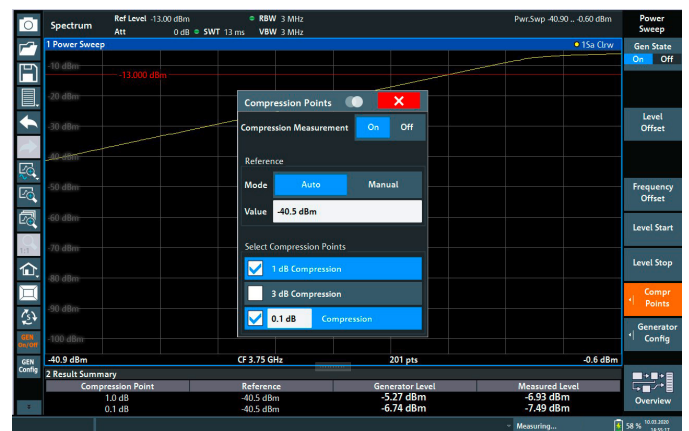 Spectrum
Ref Level -13.00 dBm
RBW 3 MHz
Pwr.Swp -40.90 .. -0.60 dBm
Att 0 dB SWT 13 ms VBW 3 MHz
Power Sweep
1 Power Sweep
1Sa Clrw
Gen State
On Off
-10 dBm
-13.000 dBm
-20 dBm
-30 dBm
-40 dBm
-50 dBm
-60 dBm
-70 dBm
-80 dBm
-90 dBm
-100 dBm
Compression Points
Compression Measurement On Off
Reference
Mode Auto Manual
Value -40.5 dBm
Select Compression Points
1 dB Compression
3 dB Compression
0.1 dB Compression
Level Offset
Frequency Offset
Level Start
Level Stop
Compr Points
Generator Config
Overview
1/1
GEN On/Off
GEN Config
-40.9 dBm CF 3.75 GHz 201 pts -0.6 dBm
2 Result Summary
Compression Point Reference Generator Level Measured Level
1.0 dB -40.5 dBm -5.27 dBm -6.93 dBm
0.1 dB -40.5 dBm -6.74 dBm -7.49 dBm
Measuring...
58 %
10.03.2020